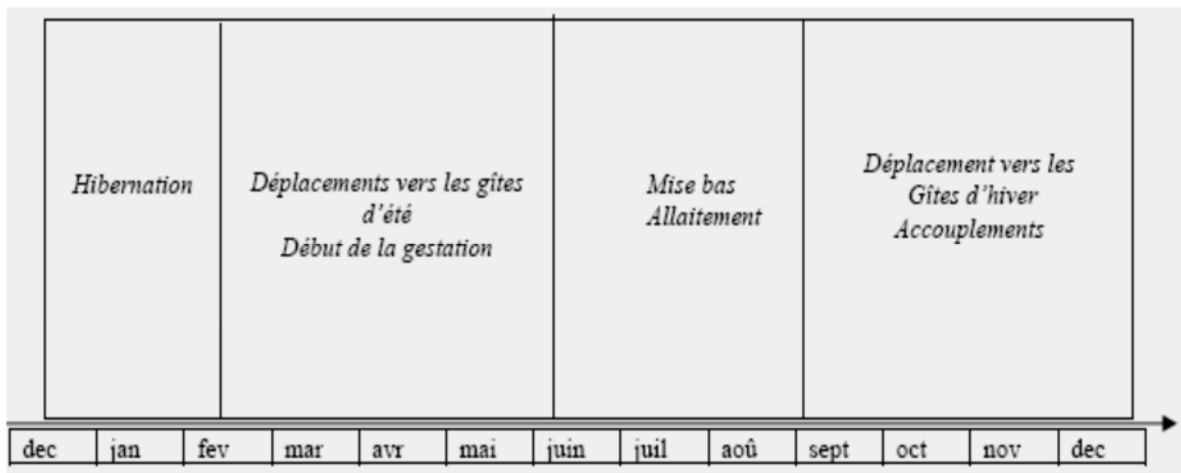 Hibernation
Déplacements vers les gîtes
d'été
Début de la gestation
Mise bas
Allaitement
Déplacement vers les
Gîtes d'hiver
Accouplements
dec jan fev mar avr mai juin juil aoû sept oct nov dec